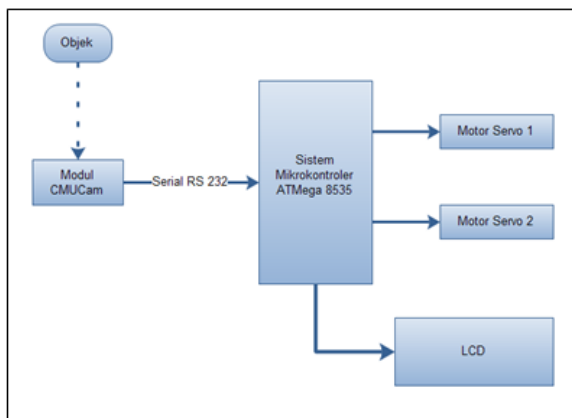 Objek
Modul
CMUCam
Serial RS 232
Sistem
Mikrokontroler
ATMega 8535
Motor Servo 1
Motor Servo 2
LCD